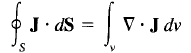 ∮_S 𝐉 · d𝐒 = ∫_v ∇ · 𝐉 dv